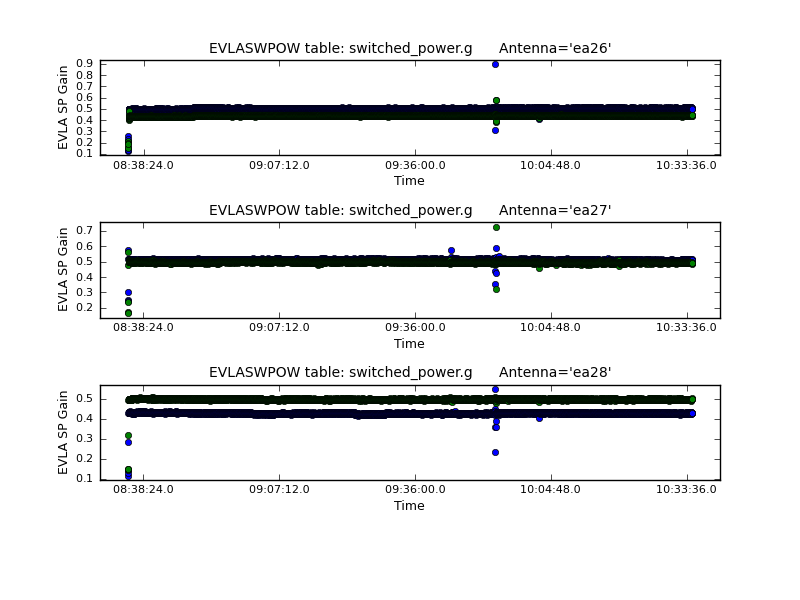 EVLASWPOW table: switched_power.g Antenna='ea26'
EVLA SP Gain
0.9
0.8
0.7
0.6
0.5
0.4
0.3
0.2
0.1
08:38:24.0 09:07:12.0 09:36:00.0 10:04:48.0 10:33:36.0
Time
EVLASWPOW table: switched_power.g Antenna='ea27'
EVLA SP Gain
0.7
0.6
0.5
0.4
0.3
0.2
08:38:24.0 09:07:12.0 09:36:00.0 10:04:48.0 10:33:36.0
Time
EVLASWPOW table: switched_power.g Antenna='ea28'
EVLA SP Gain
0.5
0.4
0.3
0.2
0.1
08:38:24.0 09:07:12.0 09:36:00.0 10:04:48.0 10:33:36.0
Time